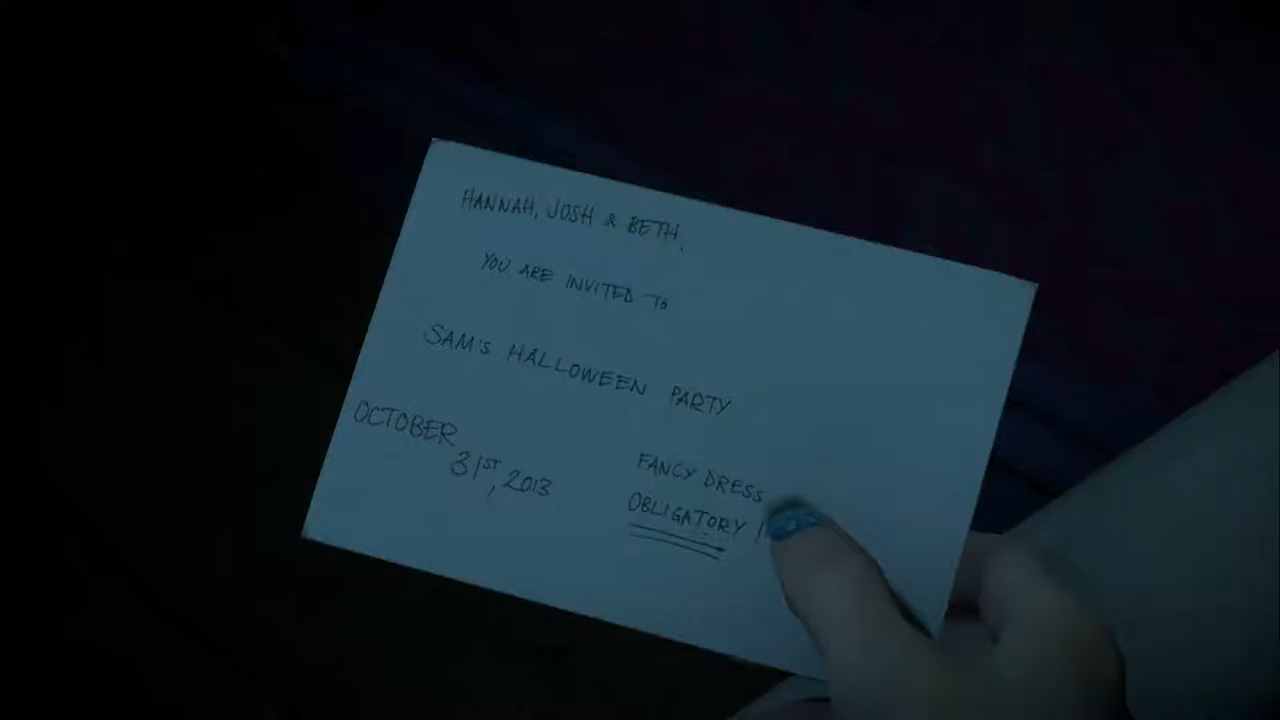 HANNAH, JOSH & BETH,
YOU ARE INVITED TO
SAM'S HALLOWEEN PARTY
OCTOBER
31ST, 2013
FANCY DRESS
OBLIGATORY !!